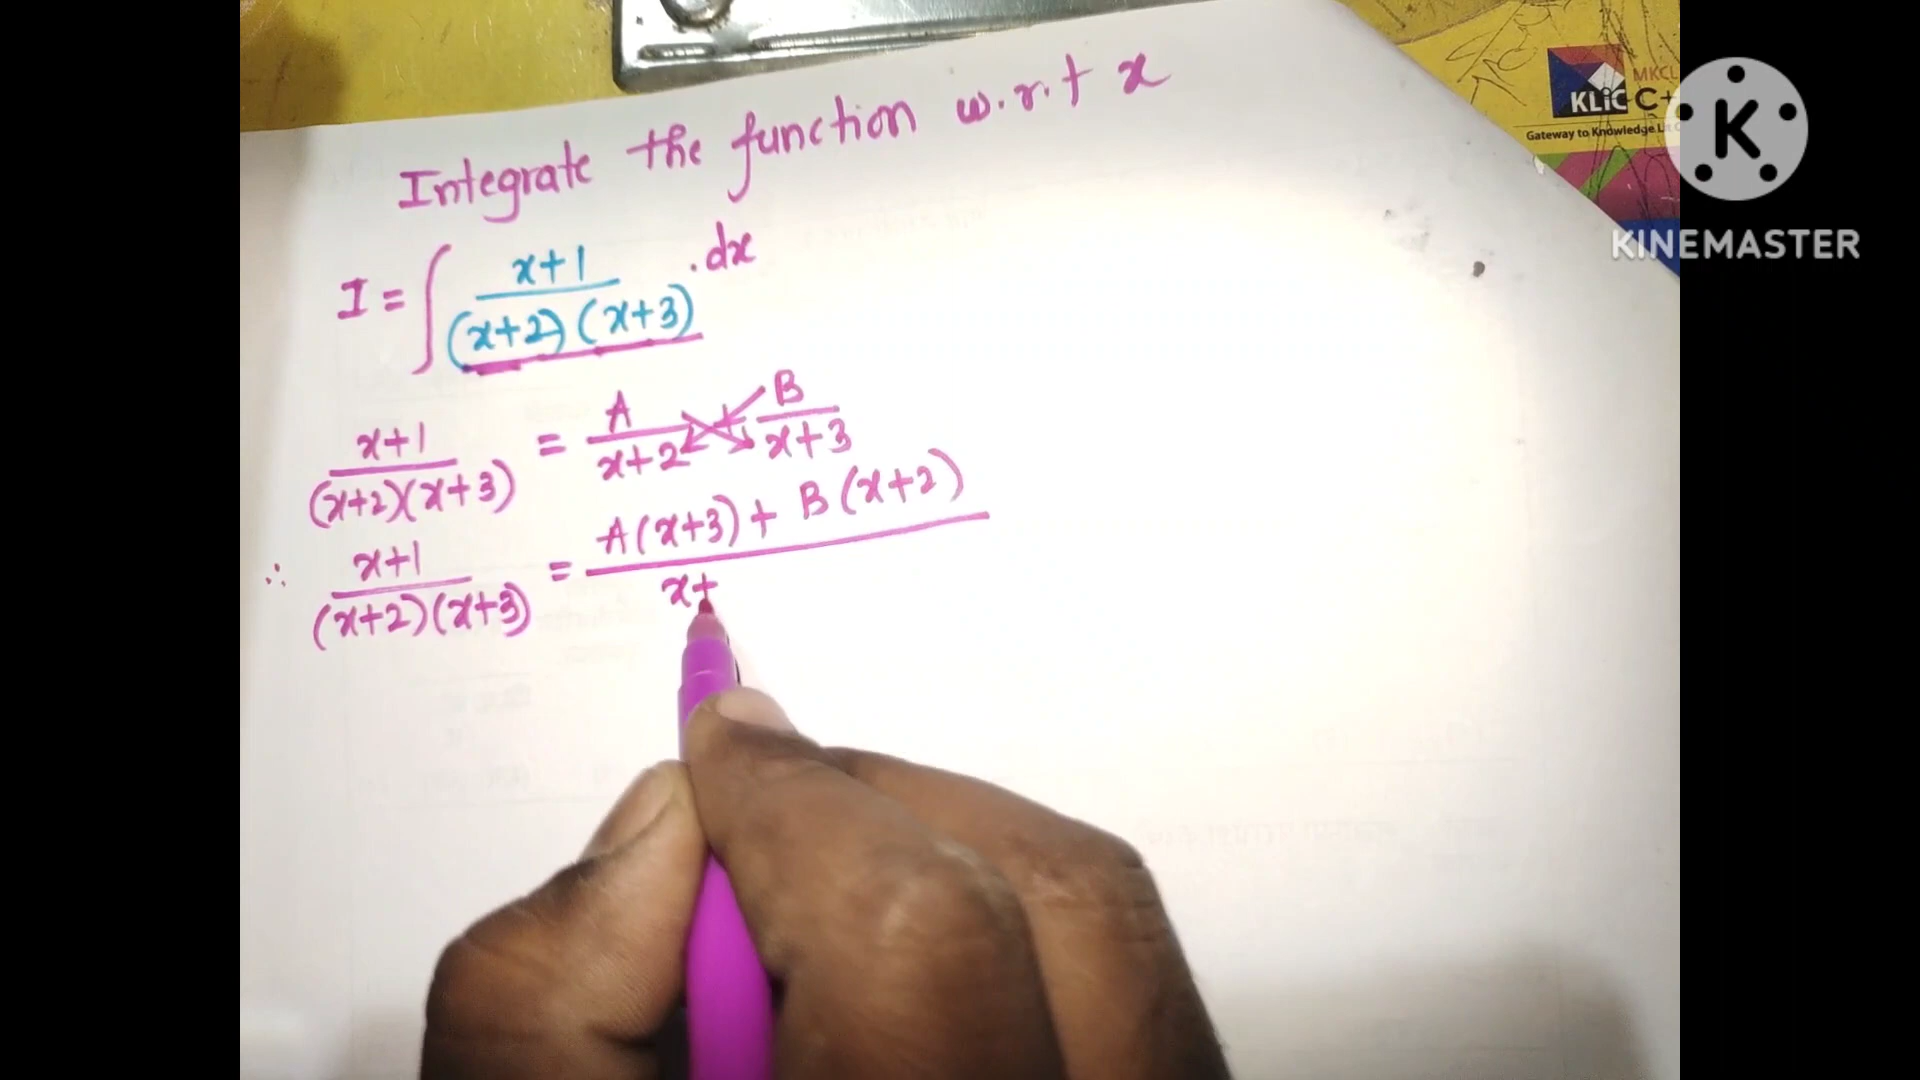 Integrate the function w.r.t x
I = ∫ x+1 / (x+2)(x+3) .dx
x+1 / (x+2)(x+3) = A / x+2 + B / x+3
∴ x+1 / (x+2)(x+3) = A(x+3) + B(x+2) / x+
MKCL
KLiC C+
Gateway to Knowledge
K
KINEMASTER